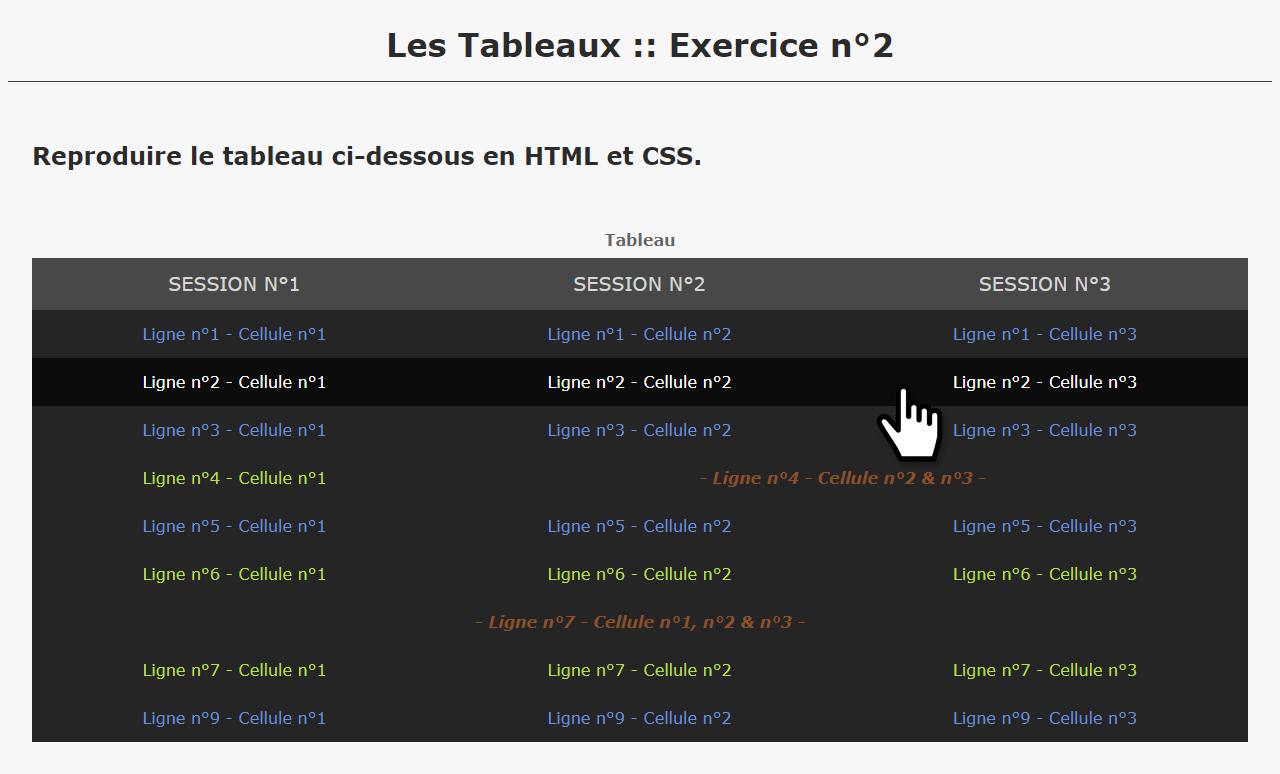 Les Tableaux :: Exercice n°2
Reproduire le tableau ci-dessous en HTML et CSS.
Tableau
SESSION N°1 SESSION N°2 SESSION N°3
Ligne n°1 - Cellule n°1 Ligne n°1 - Cellule n°2 Ligne n°1 - Cellule n°3
Ligne n°2 - Cellule n°1 Ligne n°2 - Cellule n°2 Ligne n°2 - Cellule n°3
Ligne n°3 - Cellule n°1 Ligne n°3 - Cellule n°2 Ligne n°3 - Cellule n°3
Ligne n°4 - Cellule n°1 - Ligne n°4 - Cellule n°2 & n°3 -
Ligne n°5 - Cellule n°1 Ligne n°5 - Cellule n°2 Ligne n°5 - Cellule n°3
Ligne n°6 - Cellule n°1 Ligne n°6 - Cellule n°2 Ligne n°6 - Cellule n°3
- Ligne n°7 - Cellule n°1, n°2 & n°3 -
Ligne n°7 - Cellule n°1 Ligne n°7 - Cellule n°2 Ligne n°7 - Cellule n°3
Ligne n°9 - Cellule n°1 Ligne n°9 - Cellule n°2 Ligne n°9 - Cellule n°3